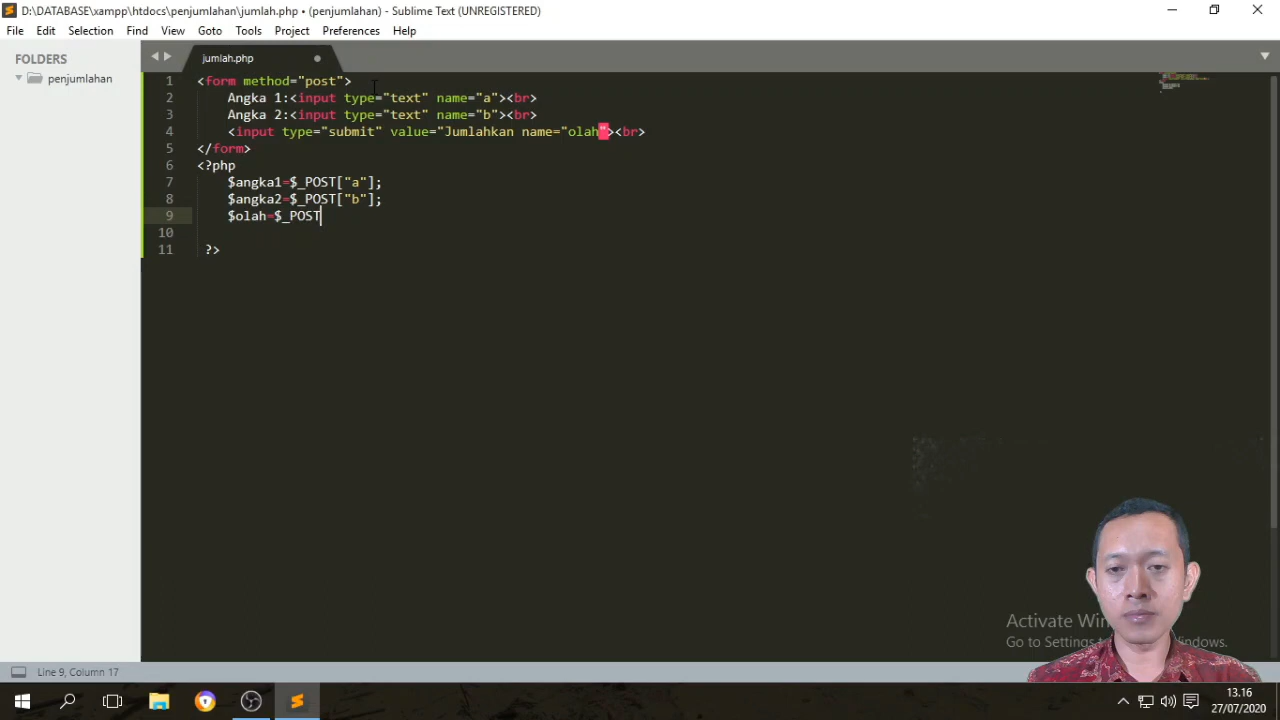 D:\DATABASE\xampp\htdocs\penjumlahan\jumlah.php • (penjumlahan) - Sublime Text (UNREGISTERED)
File Edit Selection Find View Goto Tools Project Preferences Help
FOLDERS
penjumlahan
jumlah.php
1 <form method="post">
2 Angka 1:<input type="text" name="a"><br>
3 Angka 2:<input type="text" name="b"><br>
4 <input type="submit" value="Jumlahkan name="olah"><br>
5 </form>
6 <?php
7 $angka1=$_POST["a"];
8 $angka2=$_POST["b"];
9 $olah=$_POST
10
11 ?>
Activate Win
Go to Settings t ndows.
Line 9, Column 17
13.16
27/07/2020